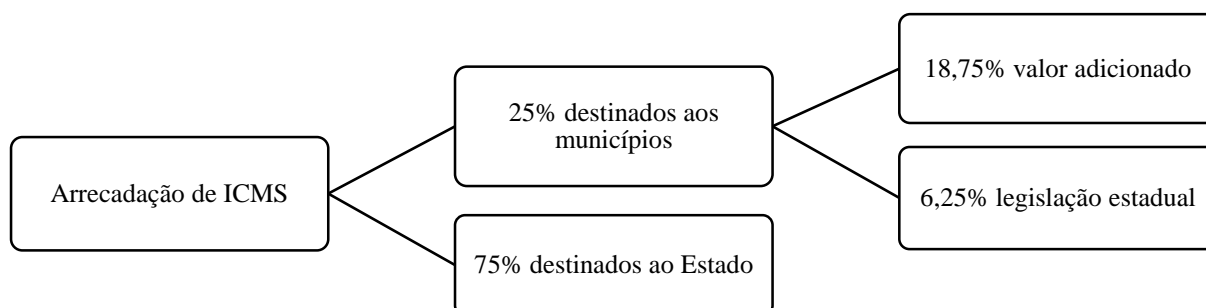 Arrecadação de ICMS
25% destinados aos
municípios
75% destinados ao Estado
18,75% valor adicionado
6,25% legislação estadual